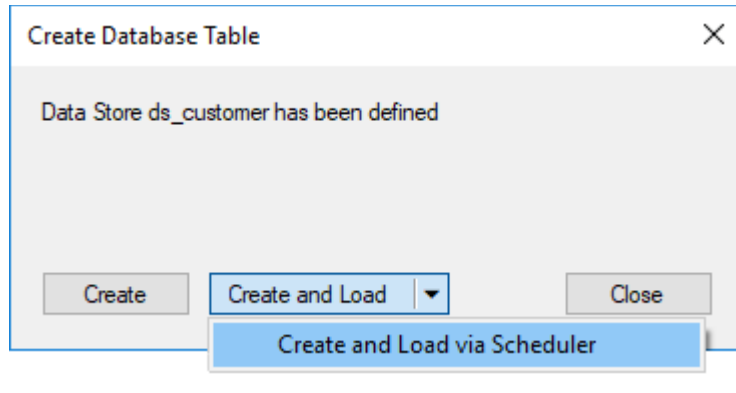 Create Database Table
Data Store ds_customer has been defined
Create
Create and Load
Close
Create and Load via Scheduler